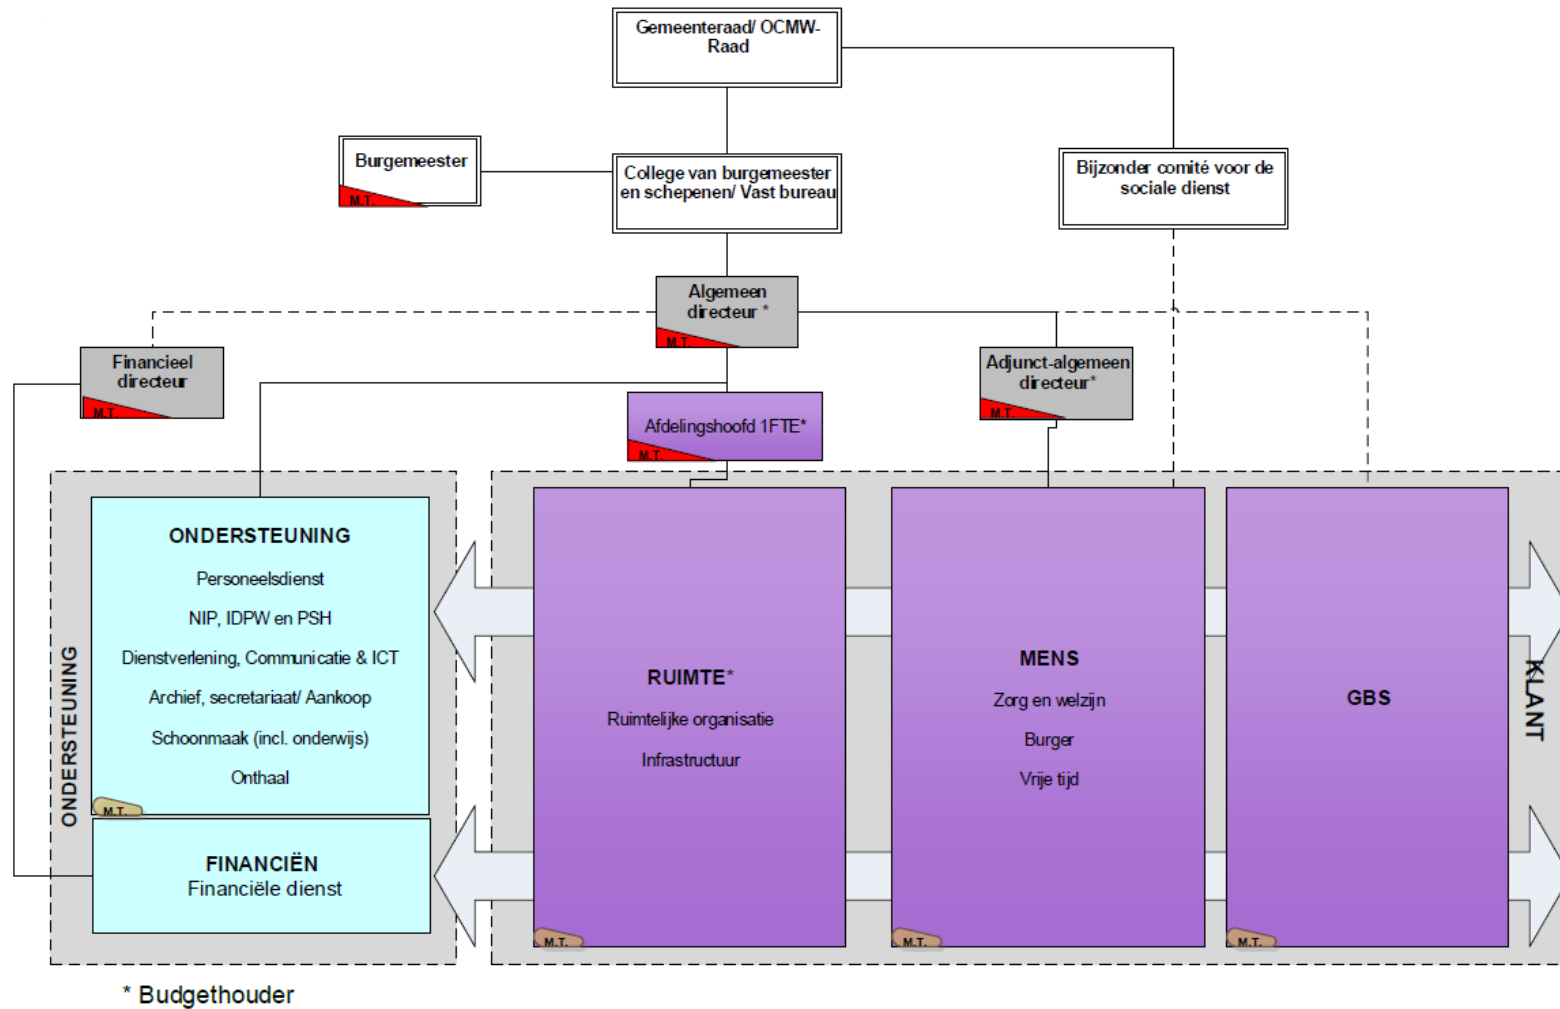 Gemeenteraad/ OCMW-
Raad
Burgemeester
M.T.
College van burgemeester
en schepenen/ Vast bureau
Bijzonder comité voor de
sociale dienst
Algemeen
directeur *
M.T.
Financieel
directeur
M.T.
Adjunct-algemeen
directeur*
M.T.
Afdelingshoofd 1FTE*
M.T.
ONDERSTEUNING
ONDERSTEUNING
Personeelsdienst
NIP, IDPW en PSH
Dienstverlening, Communicatie & ICT
Archief, secretariaat/ Aankoop
Schoonmaak (incl. onderwijs)
Onthaal
M.T.
FINANCIËN
Financiële dienst
RUIMTE*
Ruimtelijke organisatie
Infrastructuur
M.T.
MENS
Zorg en welzijn
Burger
Vrije tijd
M.T.
GBS
M.T.
KLANT
* Budgethouder